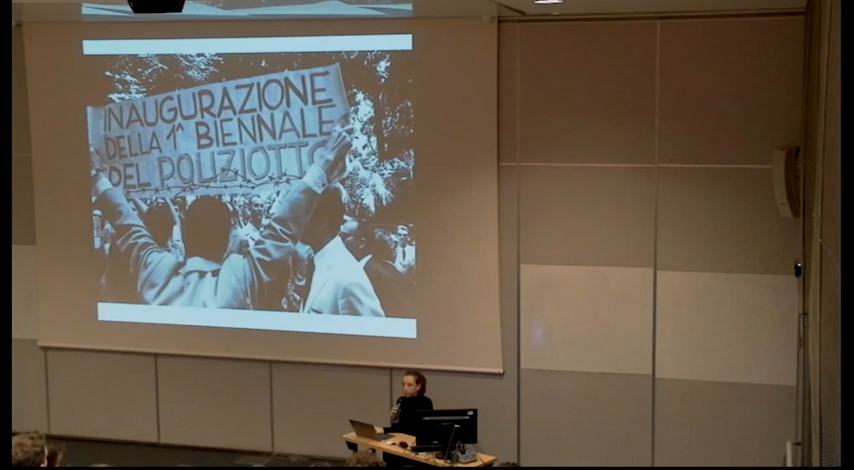 INAUGURAZIONE
DELLA 1ª BIENNALE
DEL POLIZIOTTO